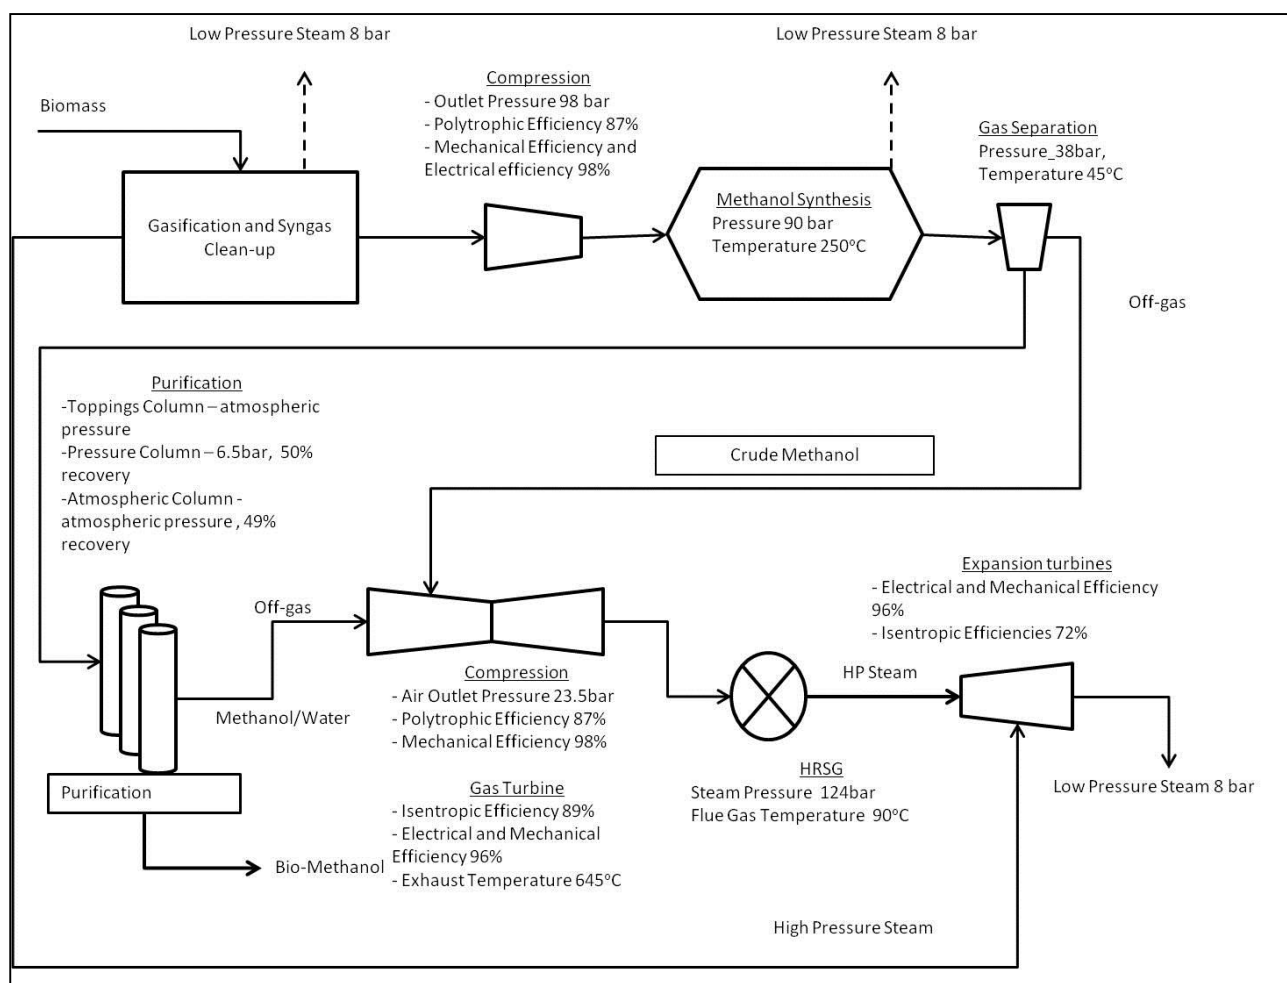 Low Pressure Steam 8 bar
Low Pressure Steam 8 bar
Biomass
Compression
- Outlet Pressure 98 bar
- Polytrophic Efficiency 87%
- Mechanical Efficiency and
Electrical efficiency 98%
Gas Separation
Pressure_38bar,
Temperature 45°C
Gasification and Syngas
Clean-up
Methanol Synthesis
Pressure 90 bar
Temperature 250°C
Off-gas
Purification
-Toppings Column – atmospheric
pressure
-Pressure Column – 6.5bar, 50%
recovery
-Atmospheric Column -
atmospheric pressure , 49%
recovery
Crude Methanol
Expansion turbines
- Electrical and Mechanical Efficiency
96%
- Isentropic Efficiencies 72%
Off-gas
Methanol/Water
Compression
- Air Outlet Pressure 23.5bar
- Polytrophic Efficiency 87%
- Mechanical Efficiency 98%
HP Steam
HRSG
Steam Pressure 124bar
Flue Gas Temperature 90°C
Low Pressure Steam 8 bar
Purification
Gas Turbine
- Isentropic Efficiency 89%
- Electrical and Mechanical
Efficiency 96%
- Exhaust Temperature 645°C
Bio-Methanol
High Pressure Steam